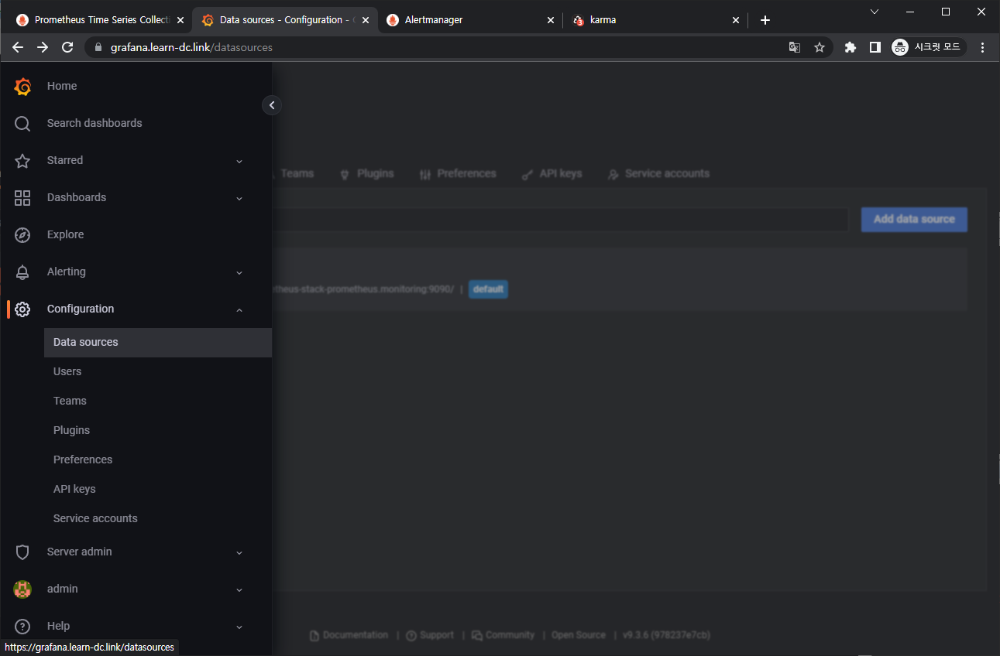 Prometheus Time Series Collecti
Data sources - Configuration -
Alertmanager
karma
grafana.learn-dc.link/datasources
시크릿 모드
Home
Search dashboards
Starred
Dashboards
Explore
Alerting
Configuration
Data sources
Users
Teams
Plugins
Preferences
API keys
Service accounts
Server admin
admin
Help
Teams
Plugins
Preferences
API keys
Service accounts
Add data source
theus-stack-prometheus.monitoring:9090/ | default
Documentation | Support | Community | Open Source | v9.3.6 (978237e7cb)
https://grafana.learn-dc.link/datasources